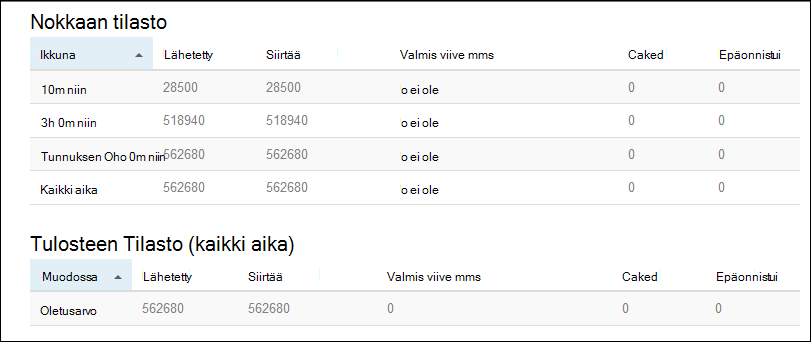 Nokkaan tilasto
Ikkuna Lähetetty Siirtää Valmis viive mms Caked Epäonnistui
10m niin 28500 28500 o ei ole 0 0
3h 0m niin 518940 518940 o ei ole 0 0
Tunnuksen Oho 0m niin 562680 562680 o ei ole 0 0
Kaikki aika 562680 562680 o ei ole 0 0
Tulosteen Tilasto (kaikki aika)
Muodossa Lähetetty Siirtää Valmis viive mms Caked Epäonnistui
Oletusarvo 562680 562680 0 0 0